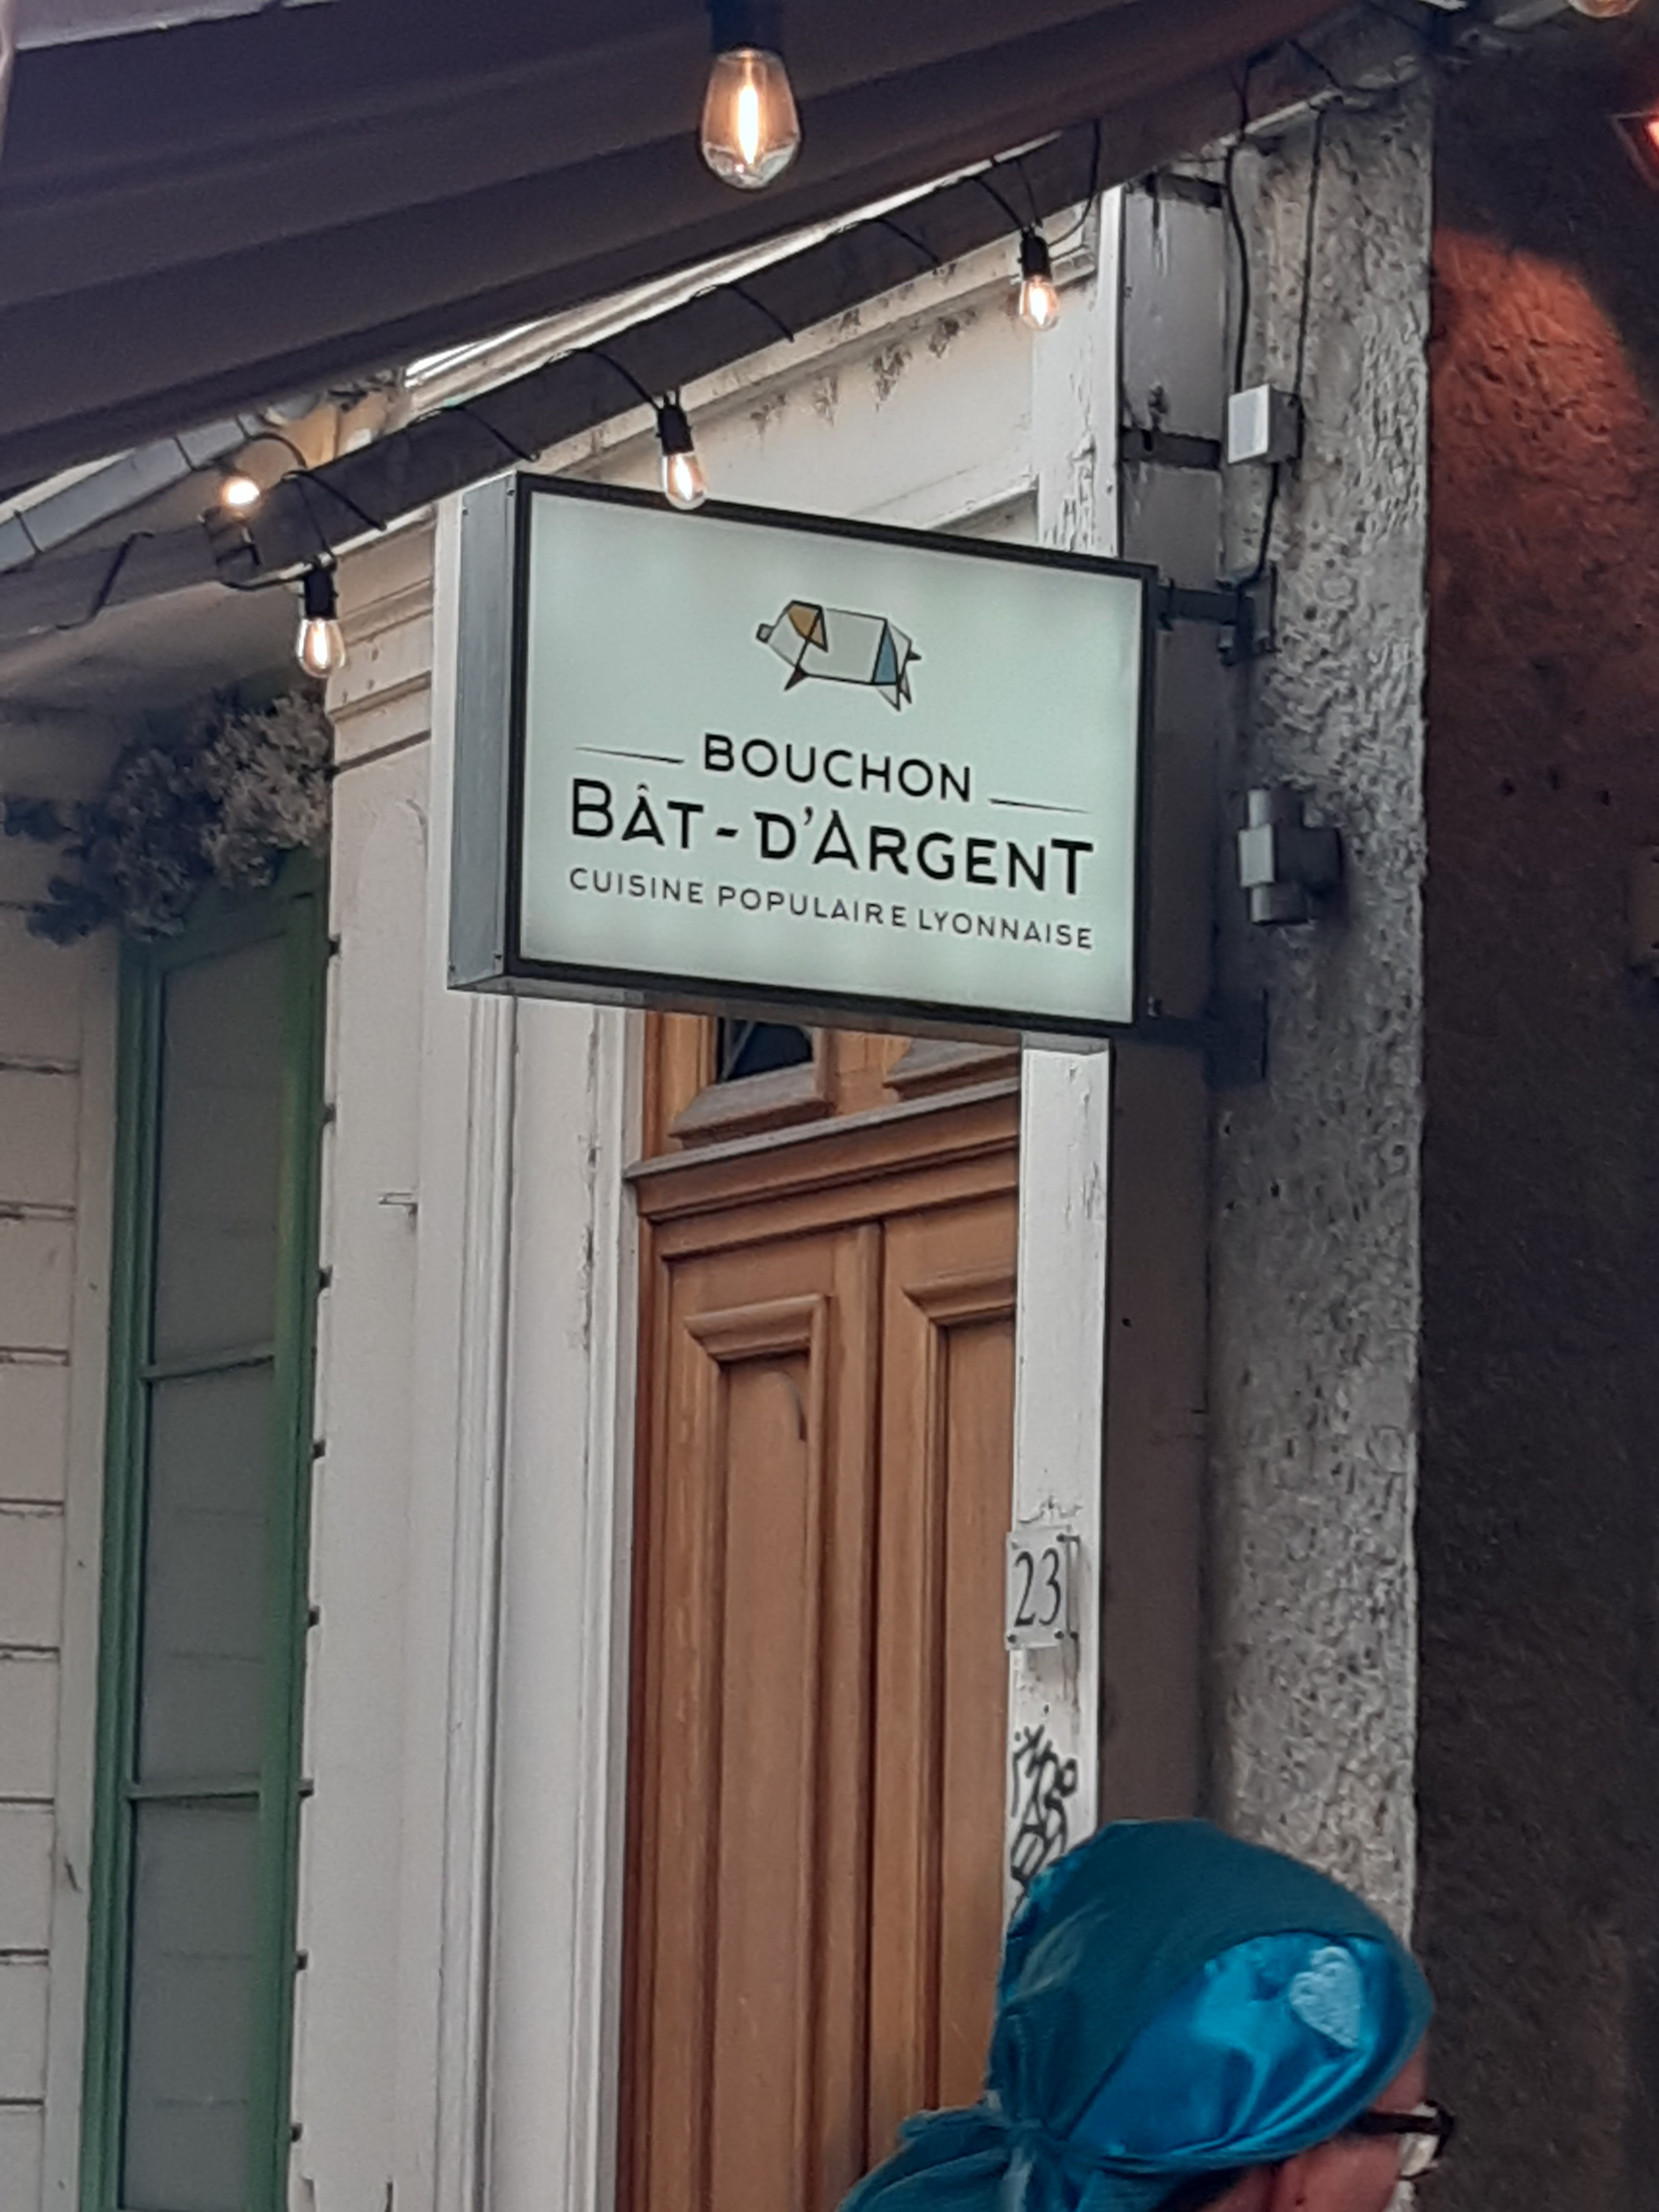 BOUCHON
BÂT-D'ARGENT
CUISINE POPULAIRE LYONNAISE
23